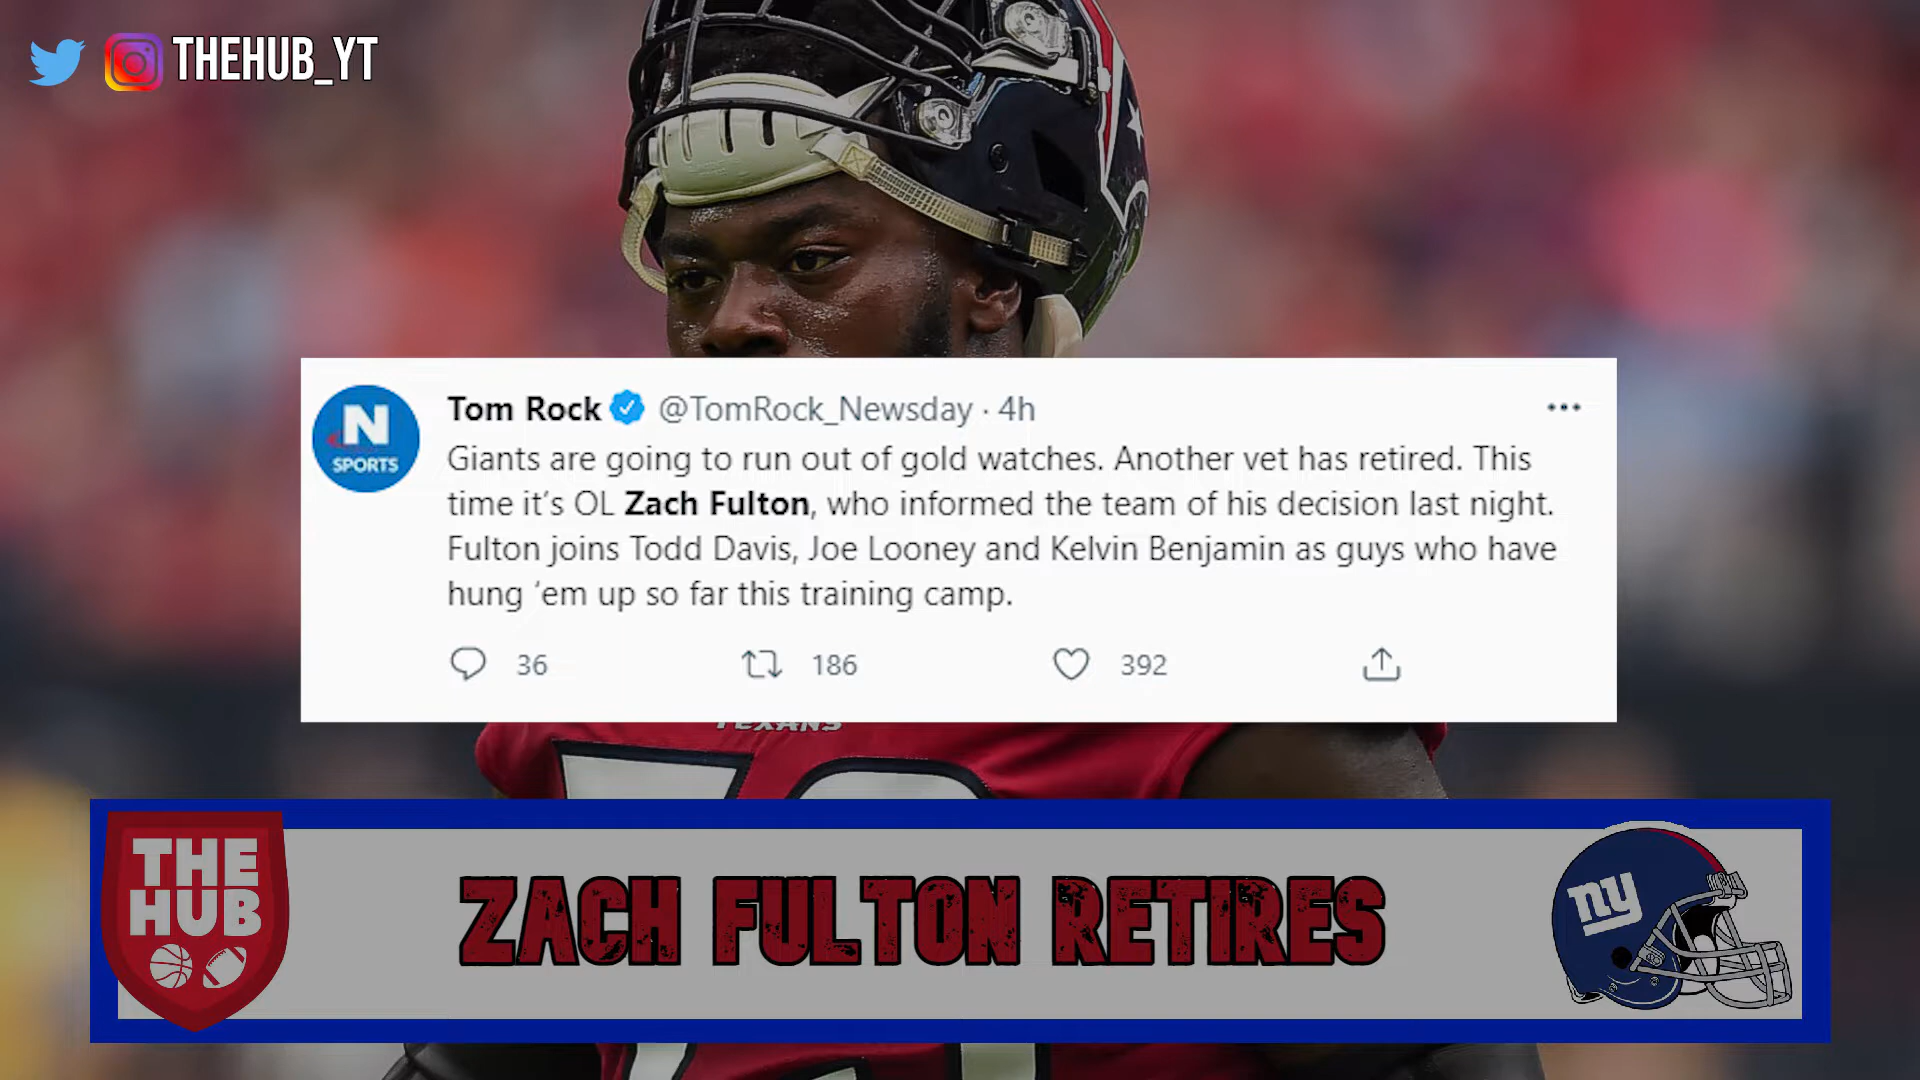 THEHUB_YT
Tom Rock @TomRock_Newsday · 4h
N
SPORTS
Giants are going to run out of gold watches. Another vet has retired. This
time it’s OL Zach Fulton, who informed the team of his decision last night.
Fulton joins Todd Davis, Joe Looney and Kelvin Benjamin as guys who have
hung ‘em up so far this training camp.
36 186 392
TEXANS
THE
HUB
ZACH FULTON RETIRES
ny